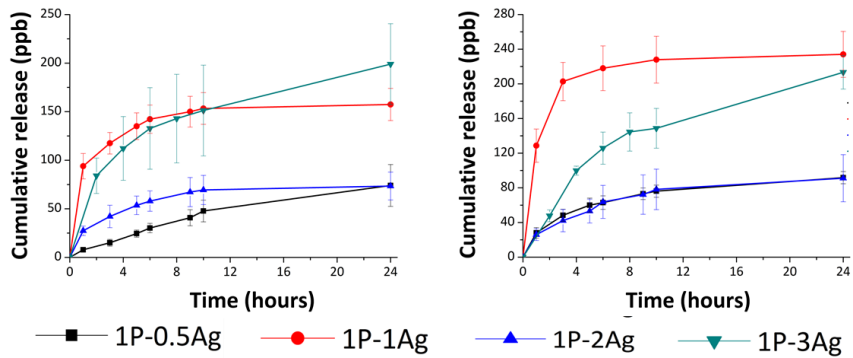 Cumulative release (ppb)
250
200
150
100
50
0
0 4 8 12 16 20 24
Time (hours)
Cumulative release (ppb)
280
240
200
160
120
80
40
0
0 4 8 12 16 20 24
Time (hours)
1P-0.5Ag 1P-1Ag 1P-2Ag 1P-3Ag